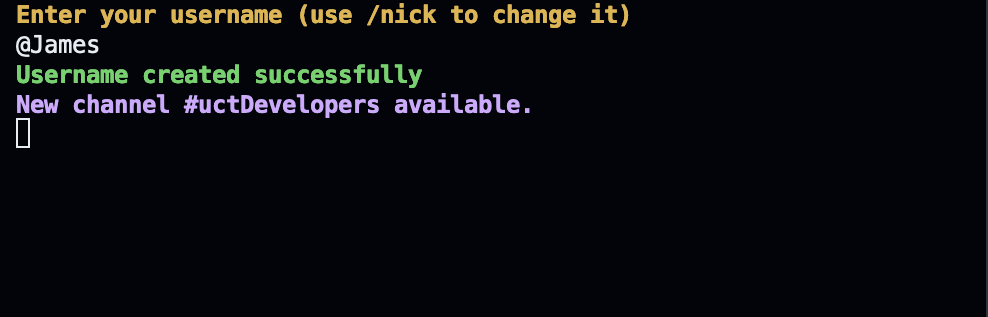 Enter your username (use /nick to change it)
@James
Username created successfully
New channel #uctDevelopers available.